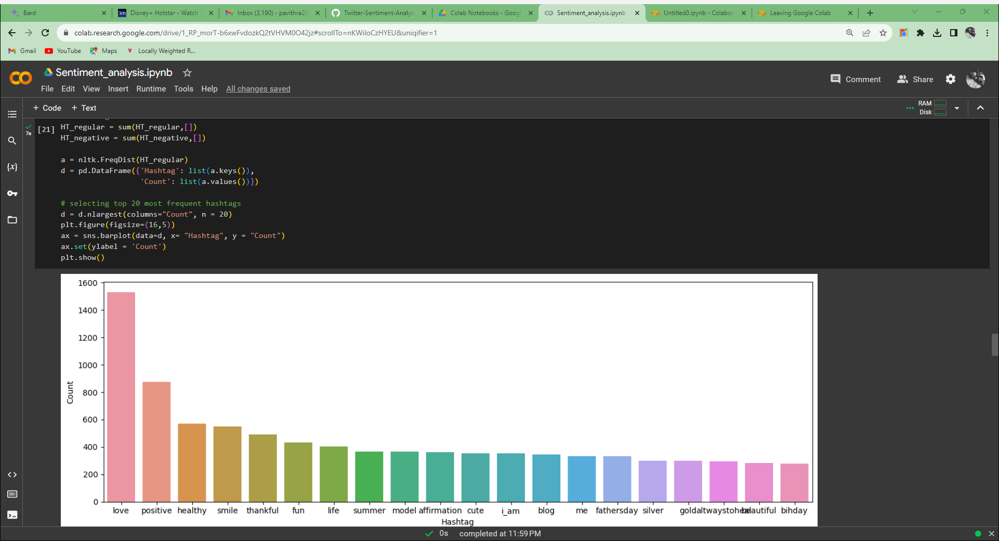 Bard
Disney+ Hotstar - Watch
Inbox (3,190) - pavithra20
Twitter-Sentiment-Analys
Colab Notebooks - Googl
Sentiment_analysis.ipynb
Untitled0.ipynb - Colabor
Leaving Google Colab
colab.research.google.com/drive/1_RP_morT-b6xwFvdozkQ2tVHVM0O42jz#scrollTo=nKWiIoCzHYEU&uniqifier=1
Gmail YouTube Maps Locally Weighted R...
Sentiment_analysis.ipynb
Comment Share
File Edit View Insert Runtime Tools Help All changes saved
+ Code + Text
RAM
Disk
7s
[21]
HT_regular = sum(HT_regular,[])
HT_negative = sum(HT_negative,[])
a = nltk.FreqDist(HT_regular)
d = pd.DataFrame({'Hashtag': list(a.keys()),
'Count': list(a.values())})
# selecting top 20 most frequent hashtags
d = d.nlargest(columns="Count", n = 20)
plt.figure(figsize=(16,5))
ax = sns.barplot(data=d, x= "Hashtag", y = "Count")
ax.set(ylabel = 'Count')
plt.show()
1600
1400
1200
1000
800
600
400
200
0
Count
love positive healthy smile thankful fun life summer model affirmation cute i_am blog me fathersday silver gold altwaystoheal beautiful bihday
Hashtag
0s completed at 11:59 PM